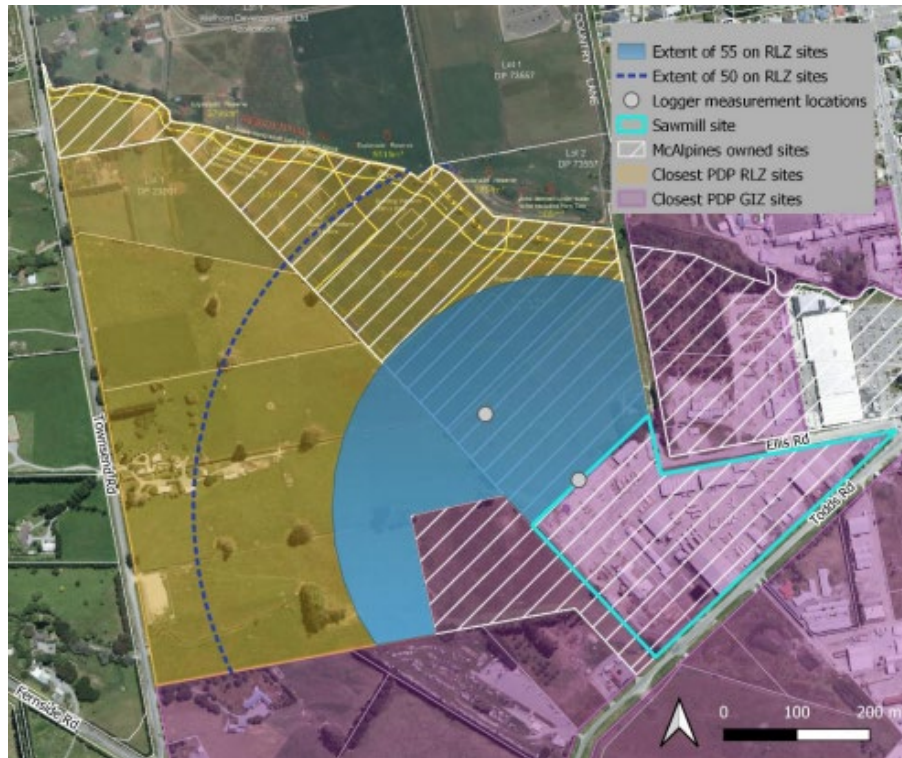 Application
Lot 1
DP 73557
COUNTRY
LANE
Lot 2
DP 73557
Extent of 55 on RLZ sites
Extent of 50 on RLZ sites
Logger measurement locations
Sawmill site
McAlpines owned sites
Closest PDP RLZ sites
Closest PDP GIZ sites
Townsend Rd
Ellis Rd
Todds Rd
Fernside Rd
0 100 200 m